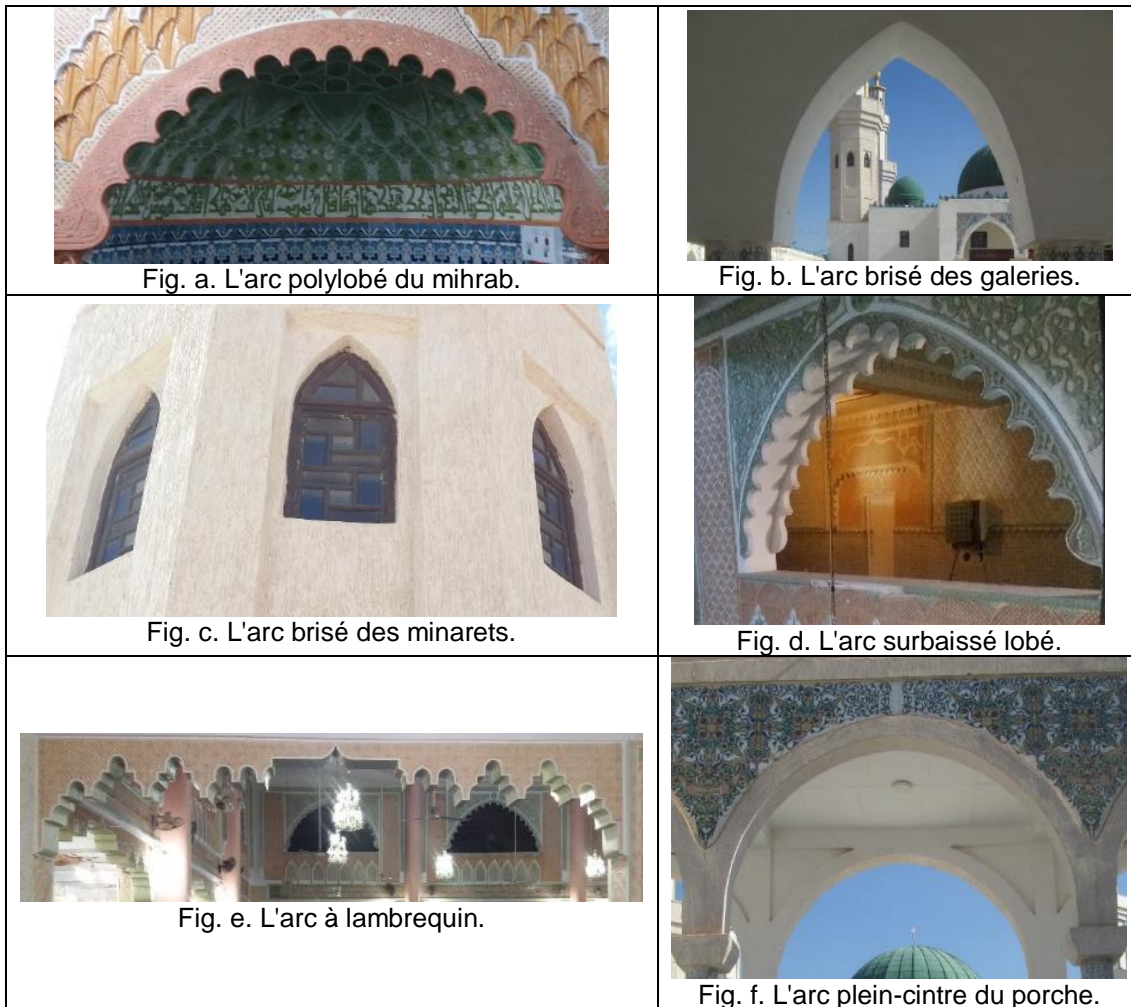 Fig. a. L'arc polylobé du mihrab.
Fig. b. L'arc brisé des galeries.
Fig. c. L'arc brisé des minarets.
Fig. d. L'arc surbaissé lobé.
Fig. e. L'arc à lambrequin.
Fig. f. L'arc plein-cintre du porche.